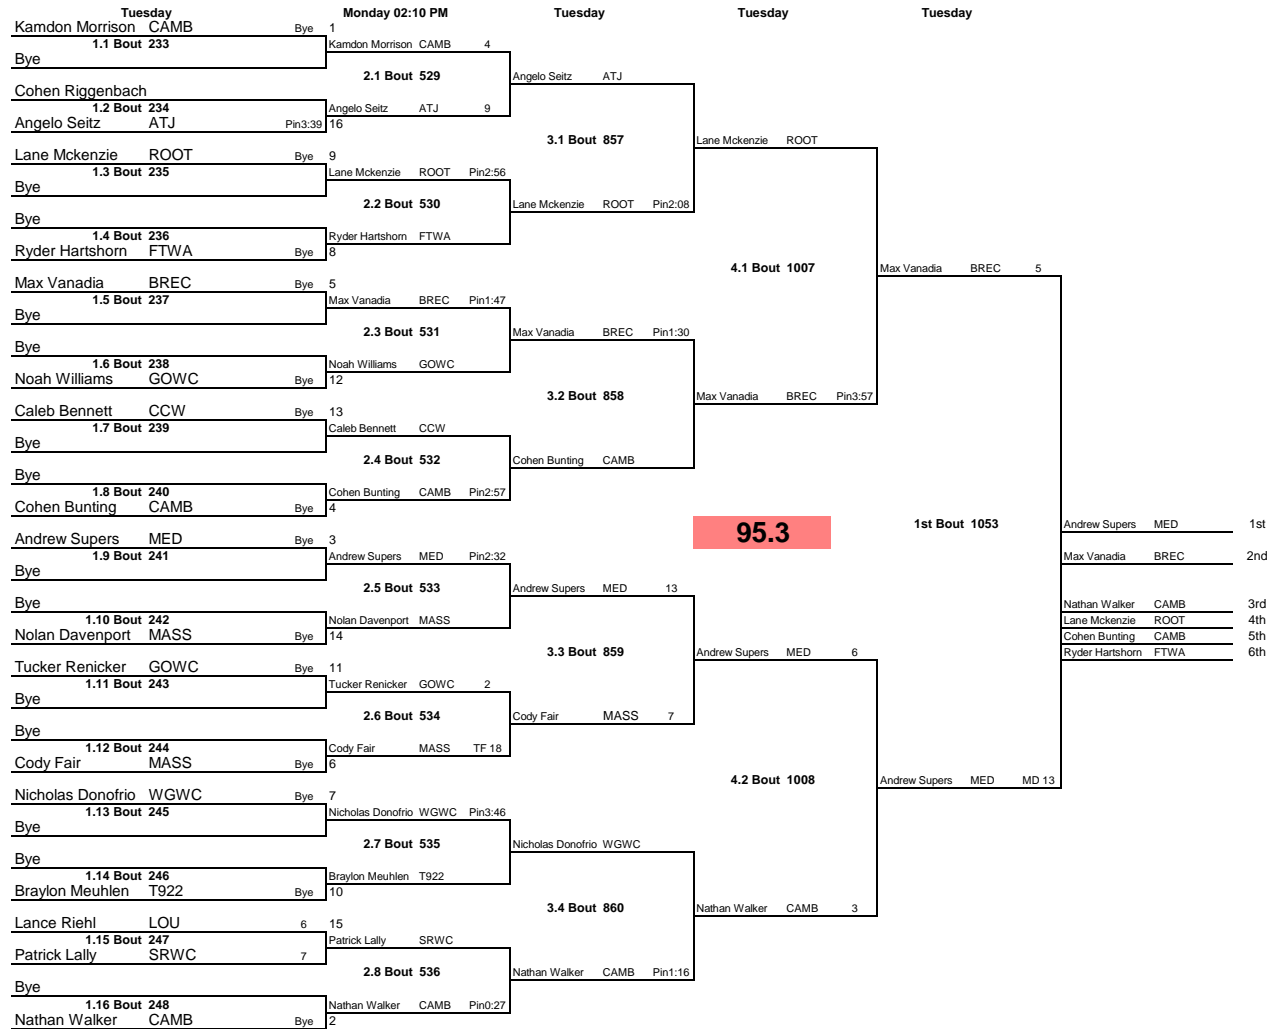 Tuesday Monday 02:10 PM Tuesday Tuesday Tuesday
Kamdon Morrison CAMB Bye 1
1.1 Bout 233
Kamdon Morrison CAMB 4
Bye
2.1 Bout 529
Angelo Seitz ATJ
Cohen Riggenbach
1.2 Bout 234
Angelo Seitz ATJ 9
Angelo Seitz ATJ Pin3:39 16
3.1 Bout 857
Lane Mckenzie ROOT
Lane Mckenzie ROOT Bye 9
1.3 Bout 235
Lane Mckenzie ROOT Pin2:56
Bye
2.2 Bout 530
Lane Mckenzie ROOT Pin2:08
Bye
1.4 Bout 236
Ryder Hartshorn FTWA
Ryder Hartshorn FTWA Bye 8
4.1 Bout 1007
Max Vanadia BREC 5
Max Vanadia BREC Bye 5
1.5 Bout 237
Max Vanadia BREC Pin1:47
Bye
2.3 Bout 531
Max Vanadia BREC Pin1:30
Bye
1.6 Bout 238
Noah Williams GOWC
Noah Williams GOWC Bye 12
3.2 Bout 858
Max Vanadia BREC Pin3:57
Caleb Bennett CCW Bye 13
1.7 Bout 239
Caleb Bennett CCW
Bye
2.4 Bout 532
Cohen Bunting CAMB
Bye
1.8 Bout 240
Cohen Bunting CAMB Pin2:57
Cohen Bunting CAMB Bye 4
95.3
1st Bout 1053
Andrew Supers MED 1st
Andrew Supers MED Bye 3
1.9 Bout 241
Andrew Supers MED Pin2:32
Max Vanadia BREC 2nd
Bye
2.5 Bout 533
Andrew Supers MED 13
Bye
Nathan Walker CAMB 3rd
1.10 Bout 242
Nolan Davenport MASS
Lane Mckenzie ROOT 4th
Nolan Davenport MASS Bye 14
Cohen Bunting CAMB 5th
3.3 Bout 859
Andrew Supers MED 6
Ryder Hartshorn FTWA 6th
Tucker Renicker GOWC Bye 11
1.11 Bout 243
Tucker Renicker GOWC 2
Bye
2.6 Bout 534
Cody Fair MASS 7
Bye
1.12 Bout 244
Cody Fair MASS TF 18
Cody Fair MASS Bye 6
4.2 Bout 1008
Andrew Supers MED MD 13
Nicholas Donofrio WGWC Bye 7
1.13 Bout 245
Nicholas Donofrio WGWC Pin3:46
Bye
2.7 Bout 535
Nicholas Donofrio WGWC
Bye
1.14 Bout 246
Braylon Meuhlen T922
Braylon Meuhlen T922 Bye 10
3.4 Bout 860
Nathan Walker CAMB 3
Lance Riehl LOU 6 15
1.15 Bout 247
Patrick Lally SRWC
Patrick Lally SRWC 7
2.8 Bout 536
Nathan Walker CAMB Pin1:16
Bye
1.16 Bout 248
Nathan Walker CAMB Pin0:27
Nathan Walker CAMB Bye 2